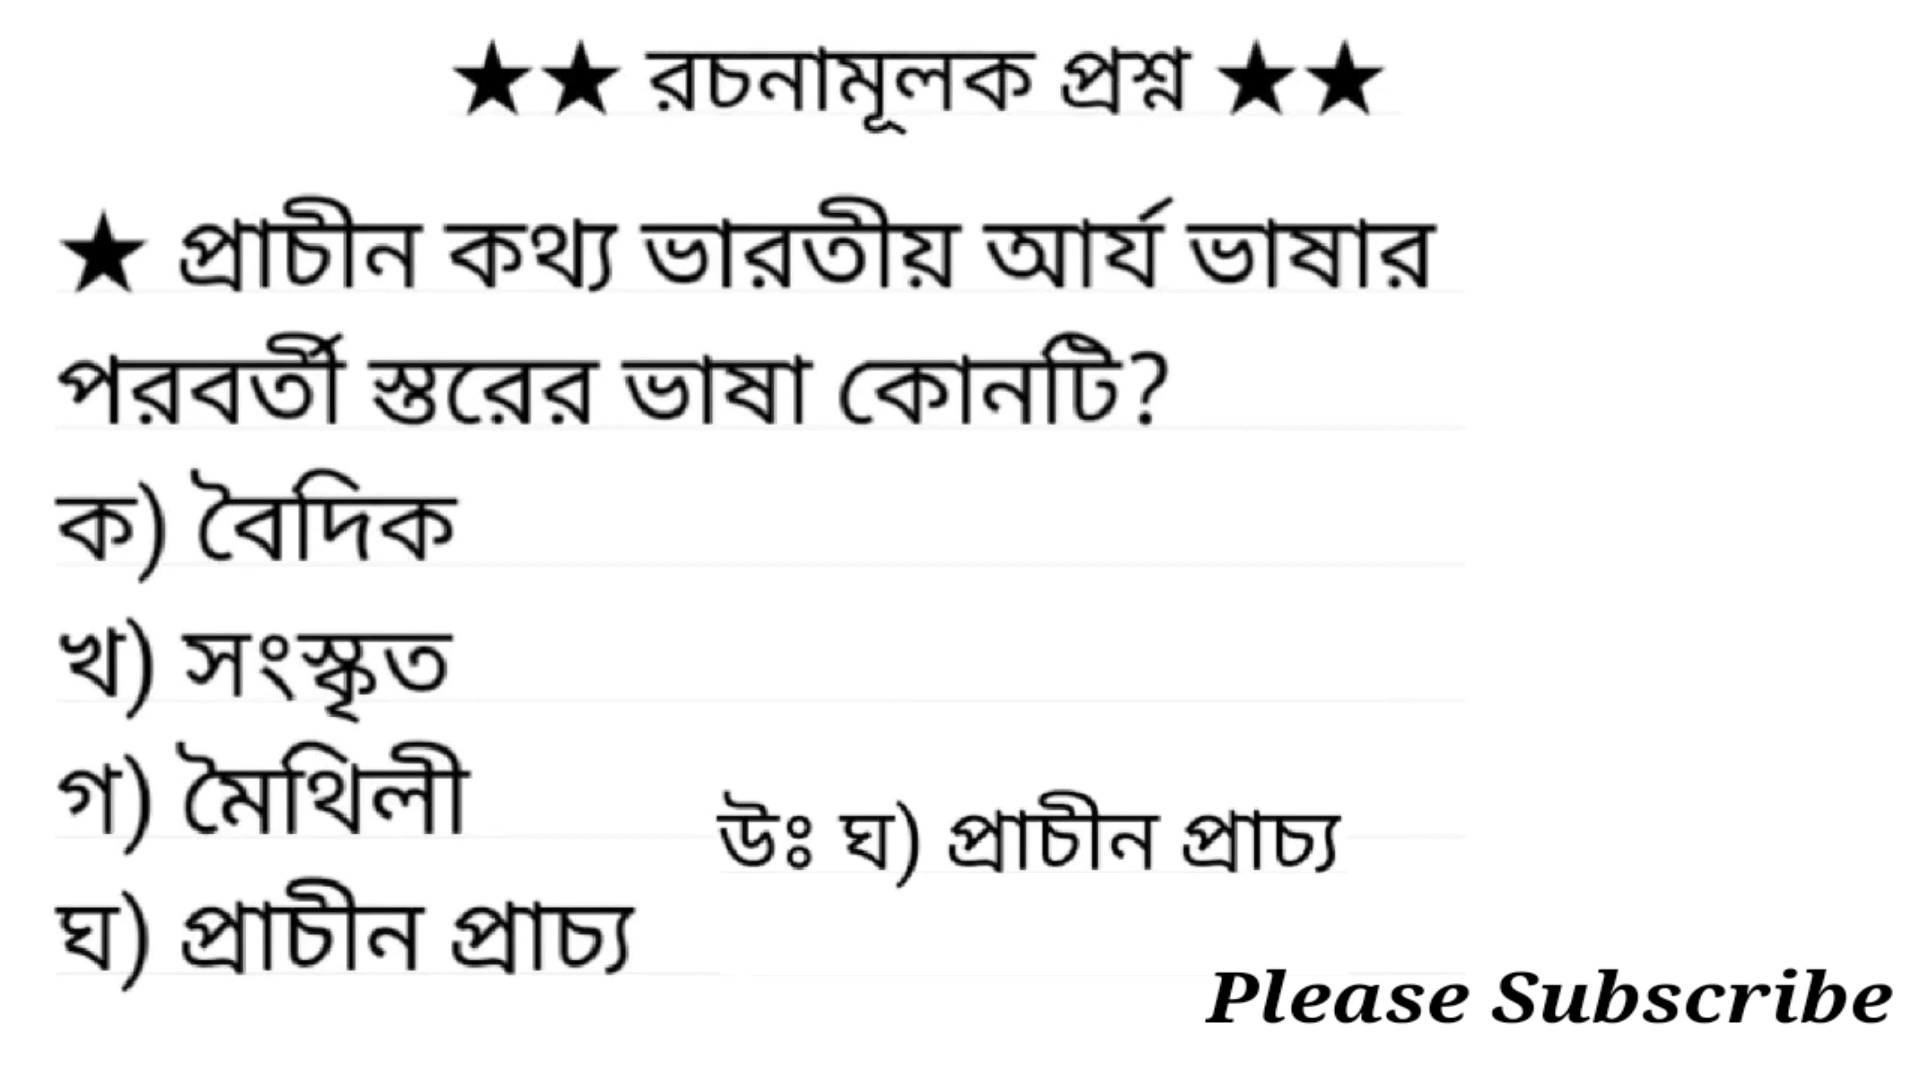 ★★ রচনামূলক প্রশ্ন ★★
★ প্রাচীন কথ্য ভারতীয় আর্য ভাষার
পরবর্তী স্তরের ভাষা কোনটি?
ক) বৈদিক
খ) সংস্কৃত
গ) মৈথিলী
ঘ) প্রাচীন প্রাচ্য
উঃ ঘ) প্রাচীন প্রাচ্য
Please Subscribe